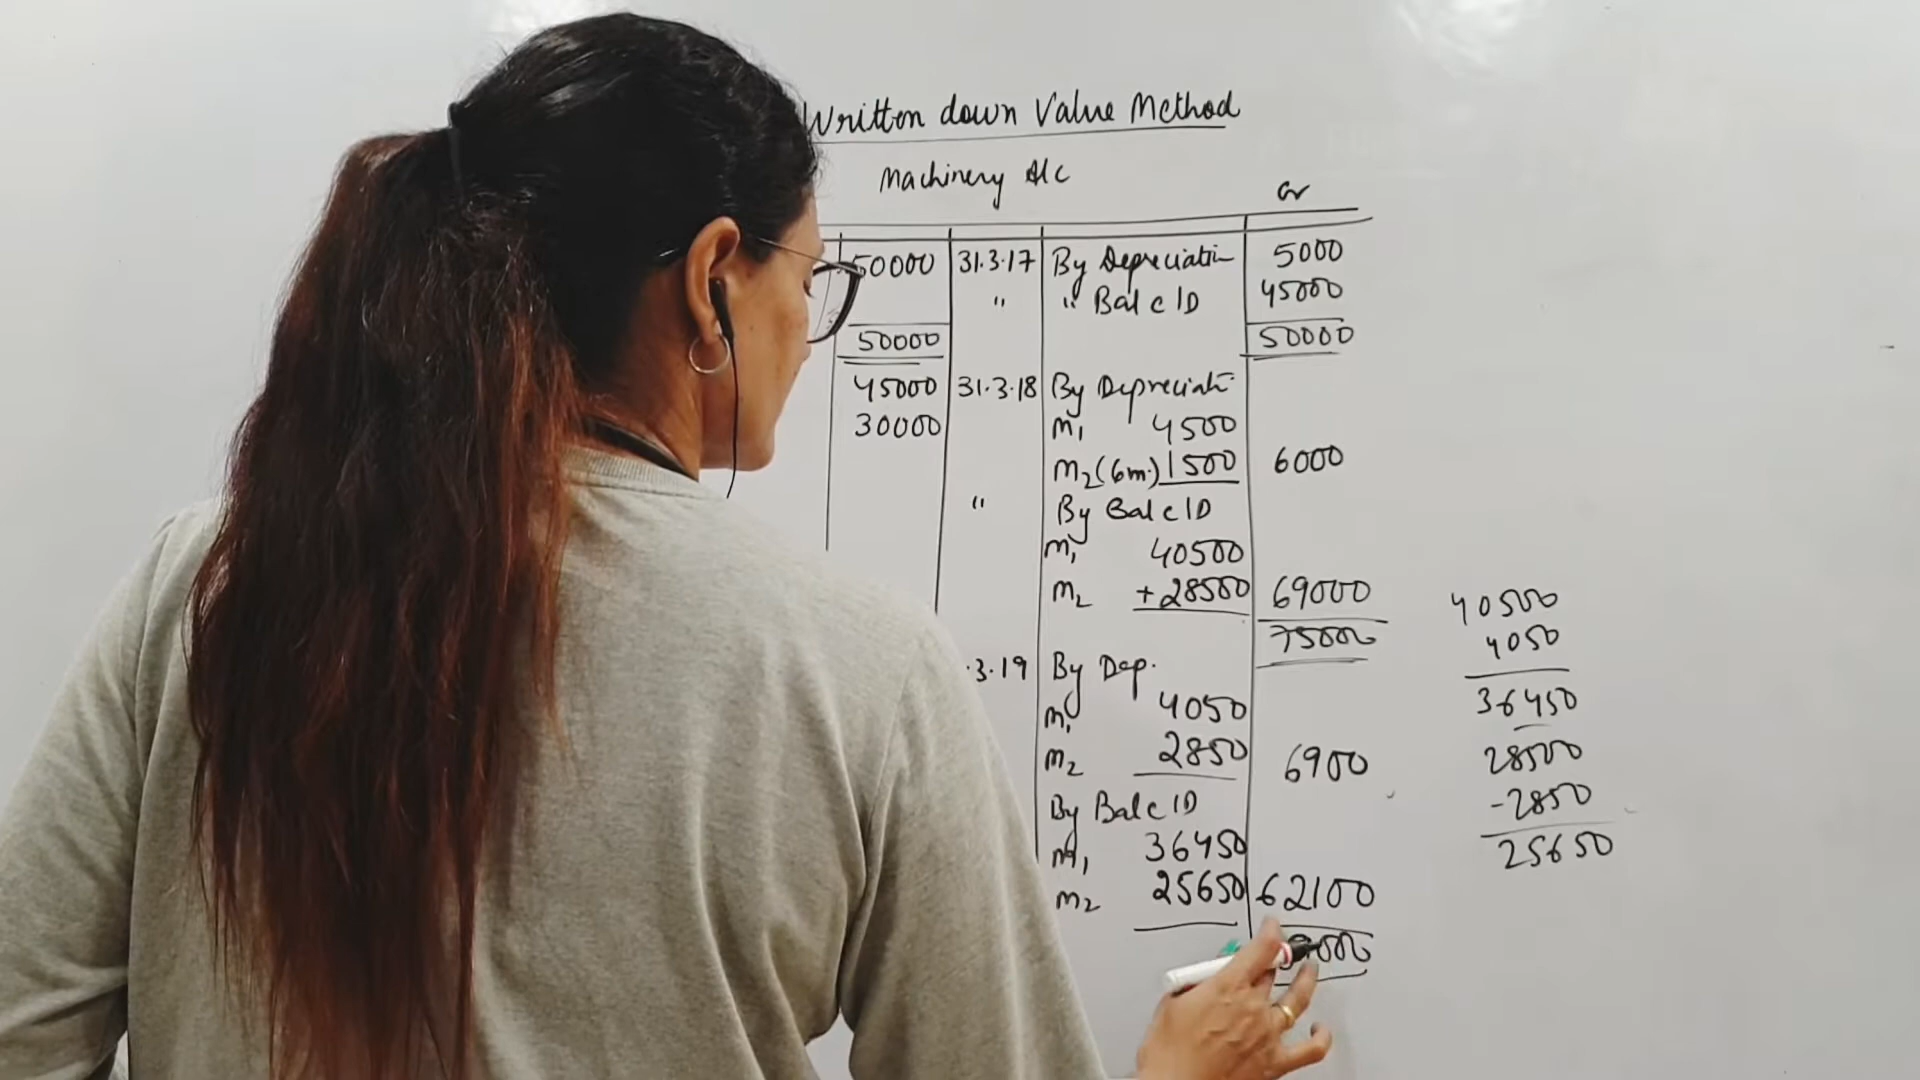 Written down Value Method
Machinery A/c
Cr
50000 31.3.17 By Depreciation 5000
" " Bal c/D 45000
50000 50000
45000 31.3.18 By Depreciati
30000 M1 4500
M2 (6m.) 1500 6000
" By Bal c/D
M1 40500
M2 +28500 69000
75000
.3.19 By Dep.
M1 4050
M2 2850 6900
By Bal c/D
M1 36450
M2 25650 62100
40500
4050
36450
28500
-2850
25650